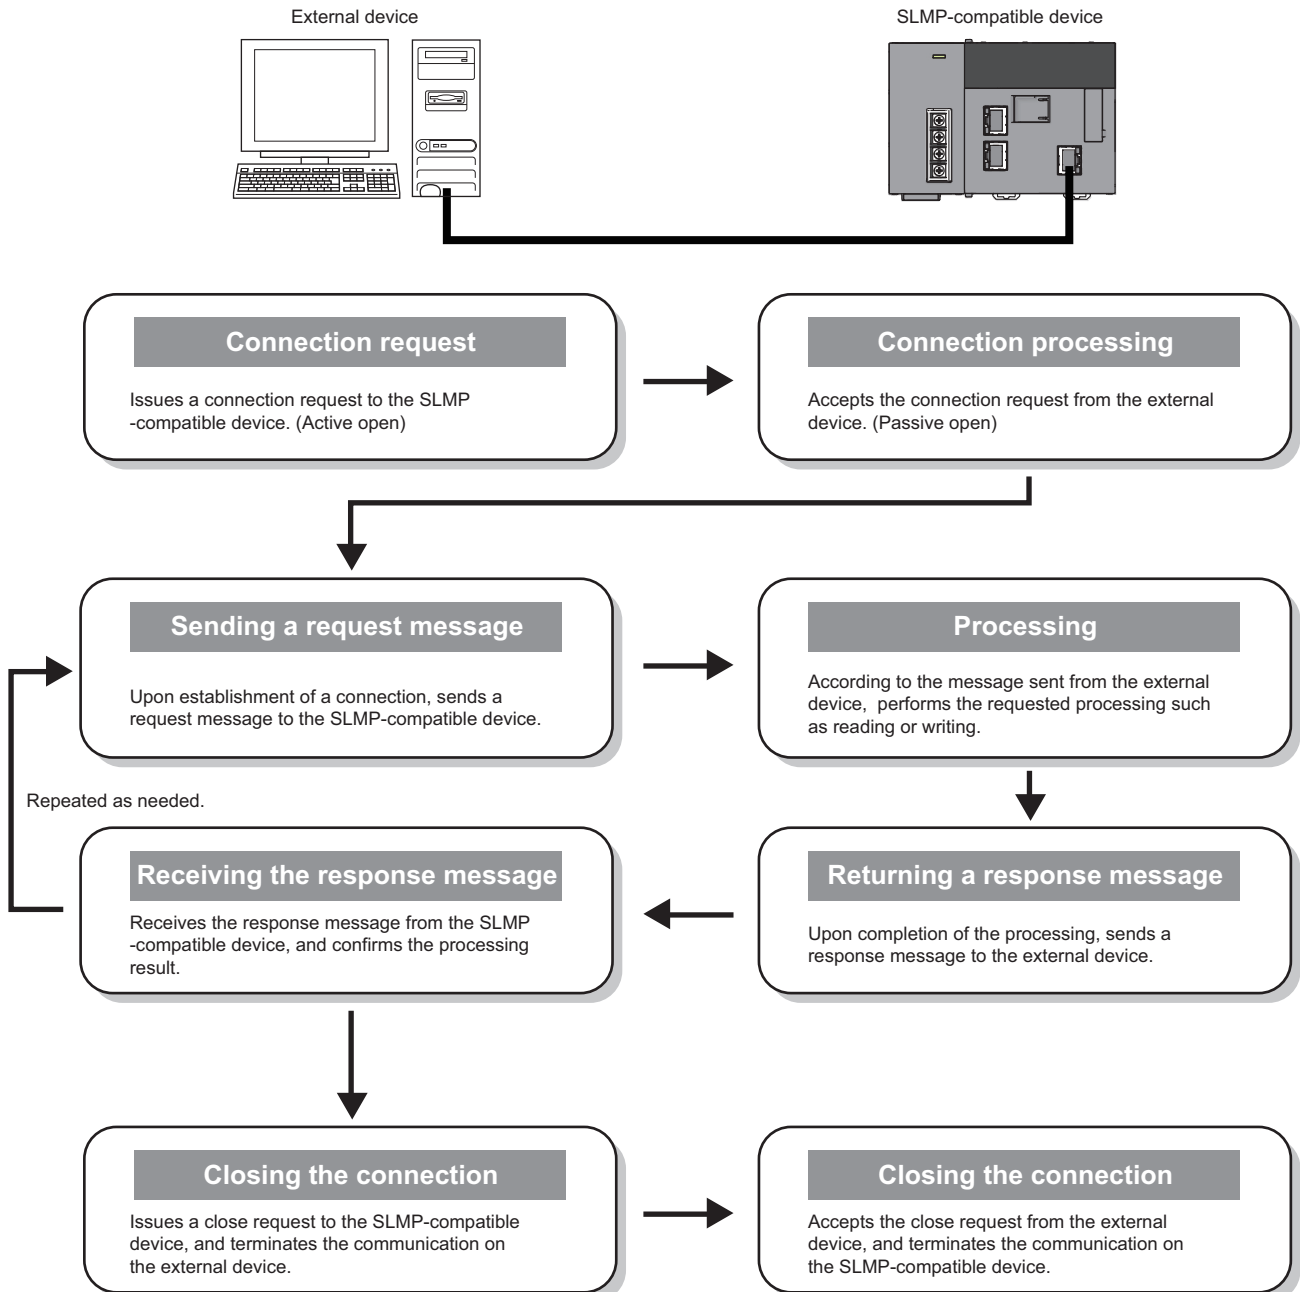 External device
SLMP-compatible device
Connection request
Issues a connection request to the SLMP
-compatible device. (Active open)
Connection processing
Accepts the connection request from the external
device. (Passive open)
Sending a request message
Upon establishment of a connection, sends a
request message to the SLMP-compatible device.
Processing
According to the message sent from the external
device,  performs the requested processing such
as reading or writing.
Repeated as needed.
Receiving the response message
Receives the response message from the SLMP
-compatible device, and confirms the processing
result.
Returning a response message
Upon completion of the processing, sends a
response message to the external device.
Closing the connection
Issues a close request to the SLMP-compatible
device, and terminates the communication on
the external device.
Closing the connection
Accepts the close request from the external
device, and terminates the communication on
the SLMP-compatible device.